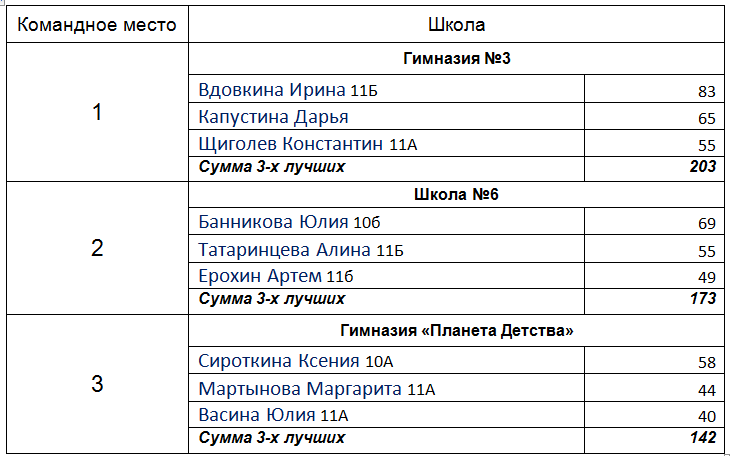 Командное место Школа
Гимназия №3
1
Вдовкина Ирина 11Б 83
Капустина Дарья 65
Щиголев Константин 11А 55
Сумма 3-х лучших 203
Школа №6
2
Банникова Юлия 10б 69
Татаринцева Алина 11Б 55
Ерохин Артем 11б 49
Сумма 3-х лучших 173
Гимназия «Планета Детства»
3
Сироткина Ксения 10А 58
Мартынова Маргарита 11А 44
Васина Юлия 11А 40
Сумма 3-х лучших 142